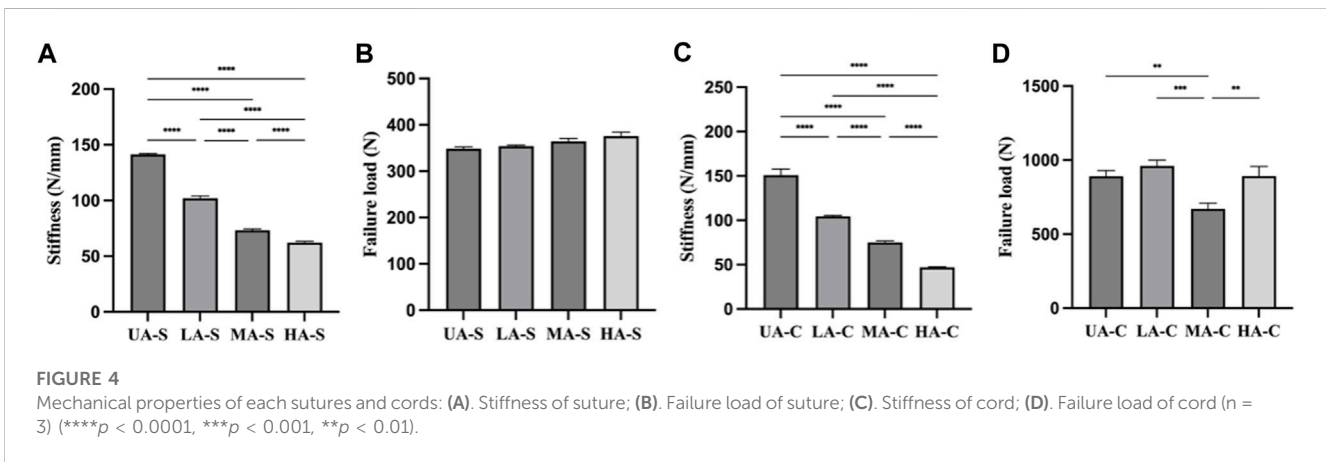 A
Stiffness (N/mm)
200
150
100
50
0
****
****
****
**** **** ****
UA-S LA-S MA-S HA-S
B
Failure load (N)
500
400
300
200
100
0
UA-S LA-S MA-S HA-S
C
Stiffness (N/mm)
250
200
150
100
50
0
****
****
****
**** **** ****
UA-C LA-C MA-C HA-C
D
Failure load (N)
1500
1000
500
0
**
*** **
UA-C LA-C MA-C HA-C
FIGURE 4
Mechanical properties of each sutures and cords: (A). Stiffness of suture; (B). Failure load of suture; (C). Stiffness of cord; (D). Failure load of cord (n =
3) (****p < 0.0001, ***p < 0.001, **p < 0.01).